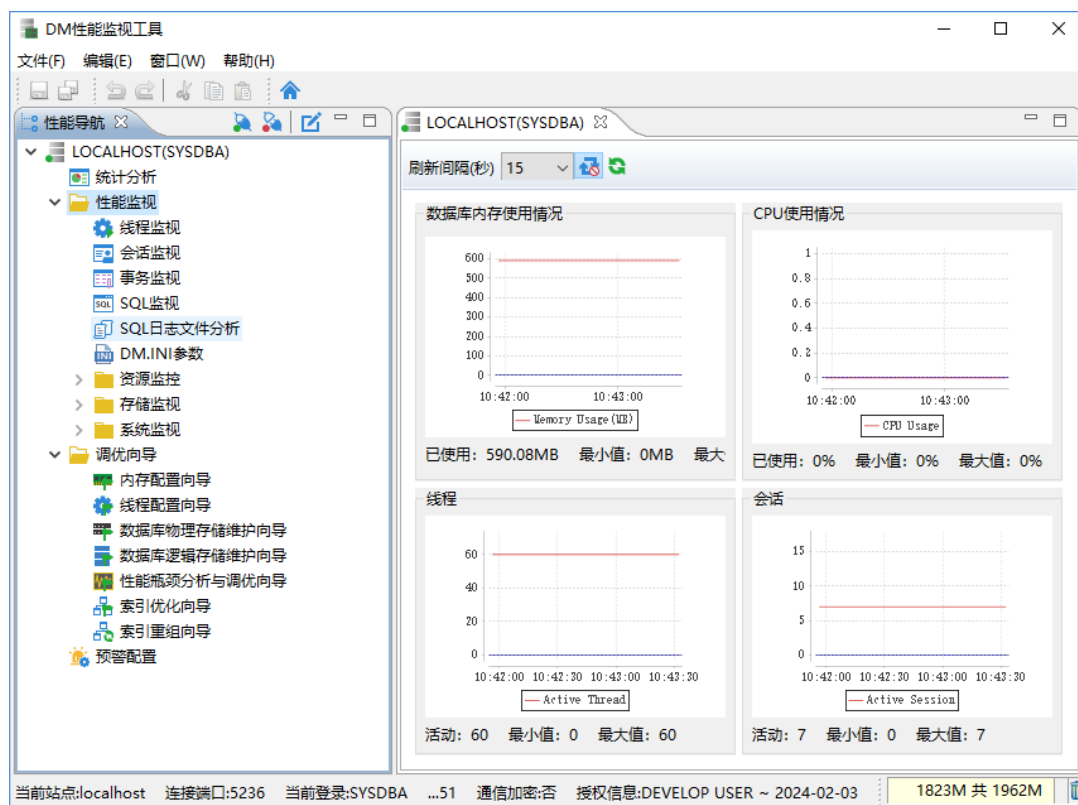 DM性能监视工具
文件(F) 编辑(E) 窗口(W) 帮助(H)
性能导航
LOCALHOST(SYSDBA)
统计分析
性能监视
线程监视
会话监视
事务监视
SQL SQL监视
SQL日志文件分析
INI DM.INI参数
资源监控
存储监视
系统监视
调优向导
内存配置向导
线程配置向导
数据库物理存储维护向导
数据库逻辑存储维护向导
性能瓶颈分析与调优向导
索引优化向导
索引重组向导
预警配置
LOCALHOST(SYSDBA)
刷新间隔(秒) 15
数据库内存使用情况
600
500
400
300
200
100
0
10:42:00 10:43:00
Memory Usage(MB)
已使用: 590.08MB 最小值: 0MB 最大
CPU使用情况
1
0.8
0.6
0.4
0.2
0
10:42:00 10:43:00
CPU Usage
已使用: 0% 最小值: 0% 最大值: 0%
线程
60
40
20
0
10:42:00 10:42:30 10:43:00 10:43:30
Active Thread
活动: 60 最小值: 0 最大值: 60
会话
15
10
5
0
10:42:00 10:42:30 10:43:00 10:43:30
Active Session
活动: 7 最小值: 0 最大值: 7
当前站点:localhost 连接端口:5236 当前登录:SYSDBA ...51 通信加密:否 授权信息:DEVELOP USER ~ 2024-02-03 1823M 共 1962M